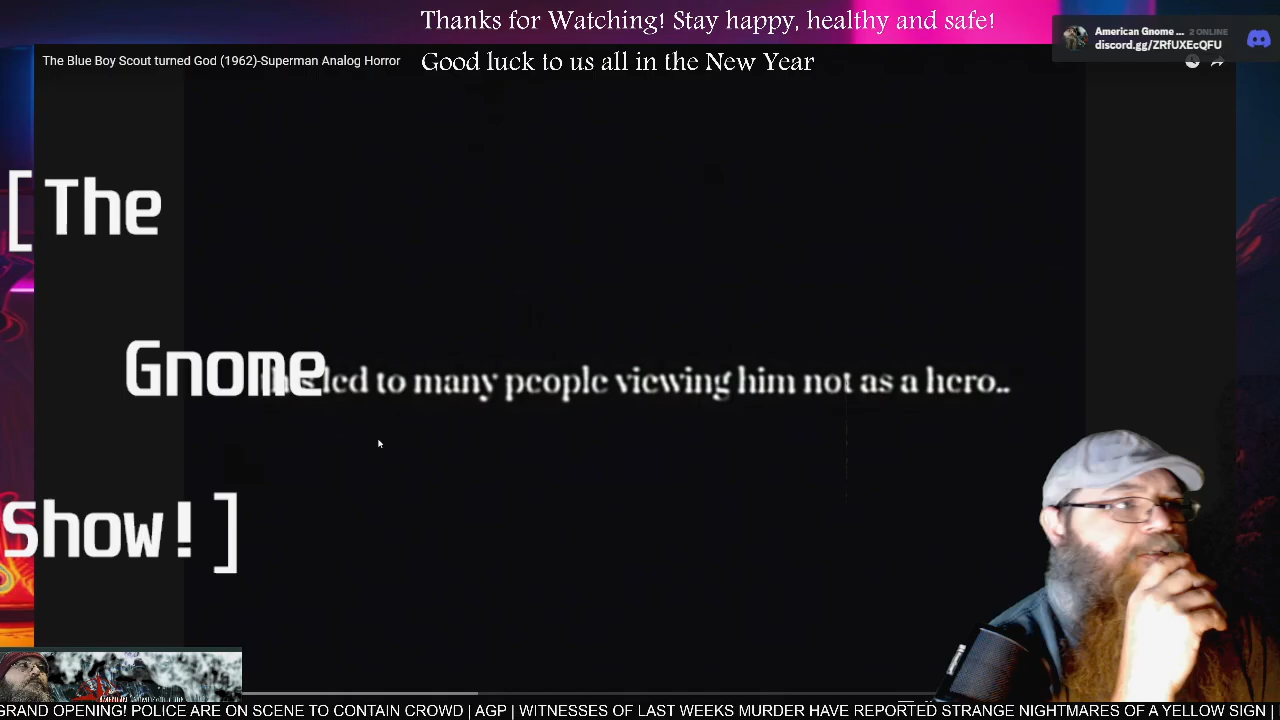 Thanks for Watching! Stay happy, healthy and safe!
Good luck to us all in the New Year
American Gnome ...
2 ONLINE
discord.gg/ZRfUXEcQFU
The Blue Boy Scout turned God (1962)-Superman Analog Horror
[The
Gnome
Show!]
led to many people viewing him not as a hero..
GRAND OPENING! POLICE ARE ON SCENE TO CONTAIN CROWD | AGP | WITNESSES OF LAST WEEKS MURDER HAVE REPORTED STRANGE NIGHTMARES OF A YELLOW SIGN |